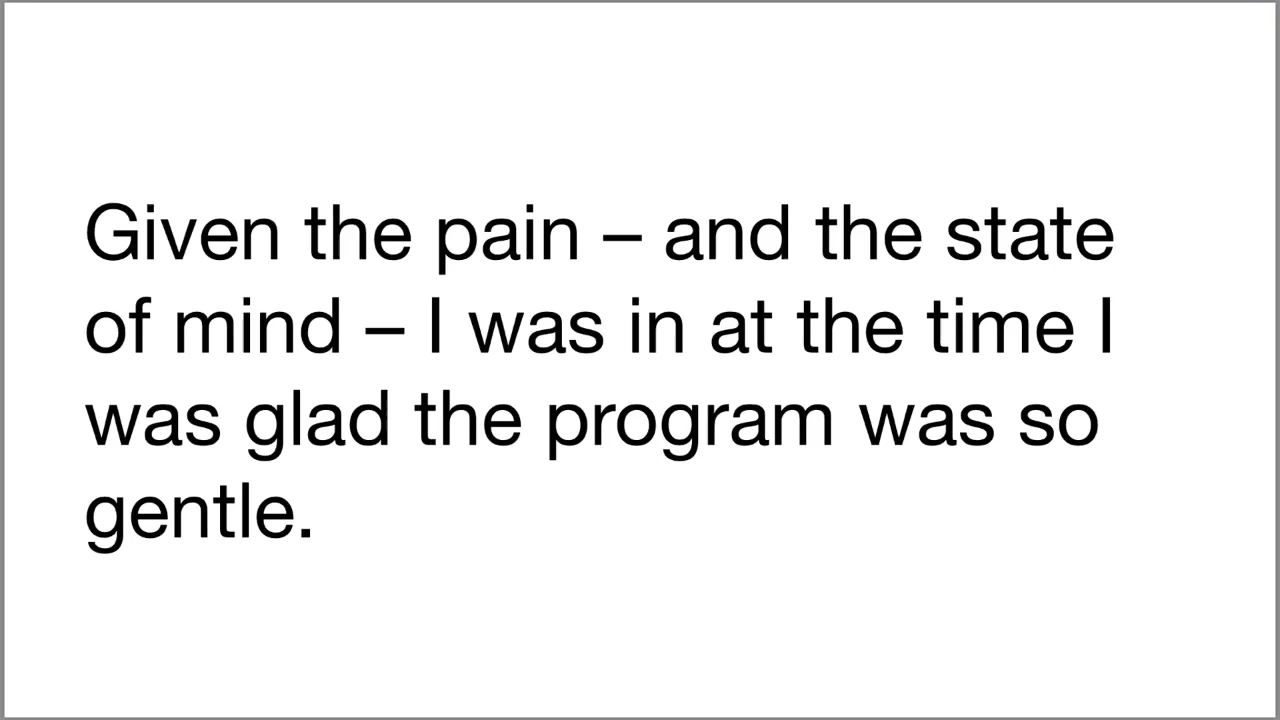 Given the pain – and the state
of mind – I was in at the time I
was glad the program was so
gentle.